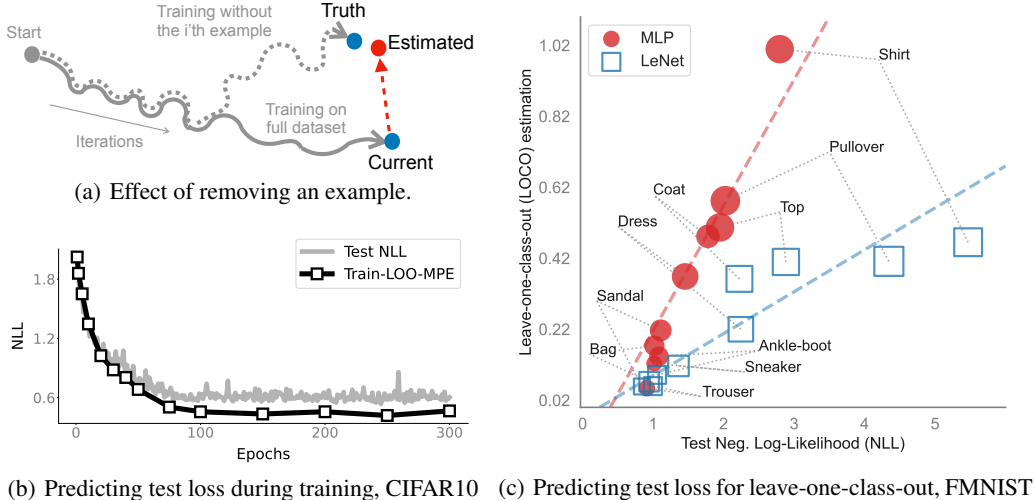 Start
Training without
the i'th example
Truth
Estimated
Training on
full dataset
Iterations
Current
(a) Effect of removing an example.
Test NLL
Train-LOO-MPE
NLL
1.8
1.2
0.6
0
100
200
300
Epochs
(b) Predicting test loss during training, CIFAR10
MLP
LeNet
Leave-one-class-out (LOCO) estimation
1.02
0.82
0.62
0.42
0.22
0.02
Shirt
Pullover
Coat
Top
Dress
Sandal
Bag
Ankle-boot
Sneaker
Trouser
0
1
2
3
4
5
Test Neg. Log-Likelihood (NLL)
(c) Predicting test loss for leave-one-class-out, FMNIST